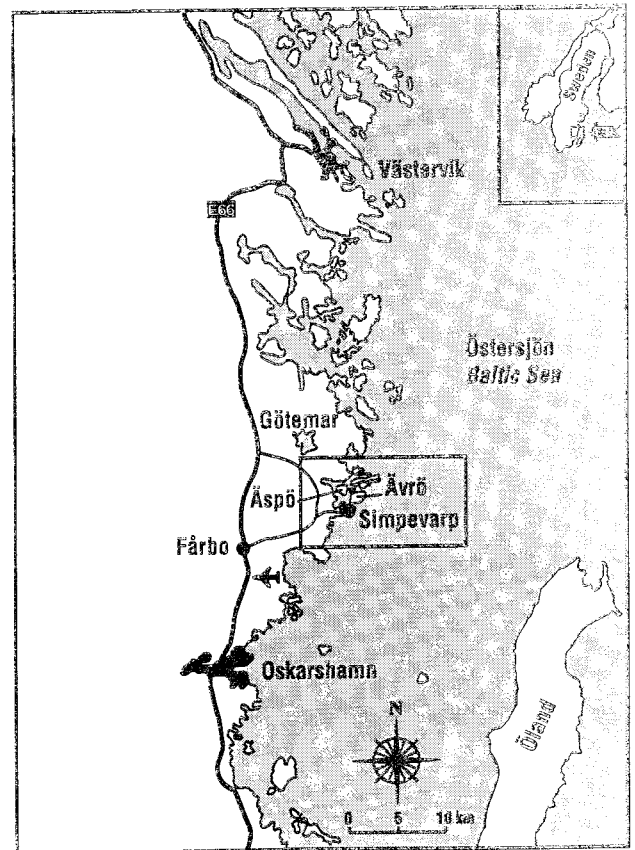 Sweden
Västervik
E66
Östersjön
Baltic Sea
Götemar
Äspö
Ävrö
Simpevarp
Fårbo
Oskarshamn
Öland
N
0 5 10 km